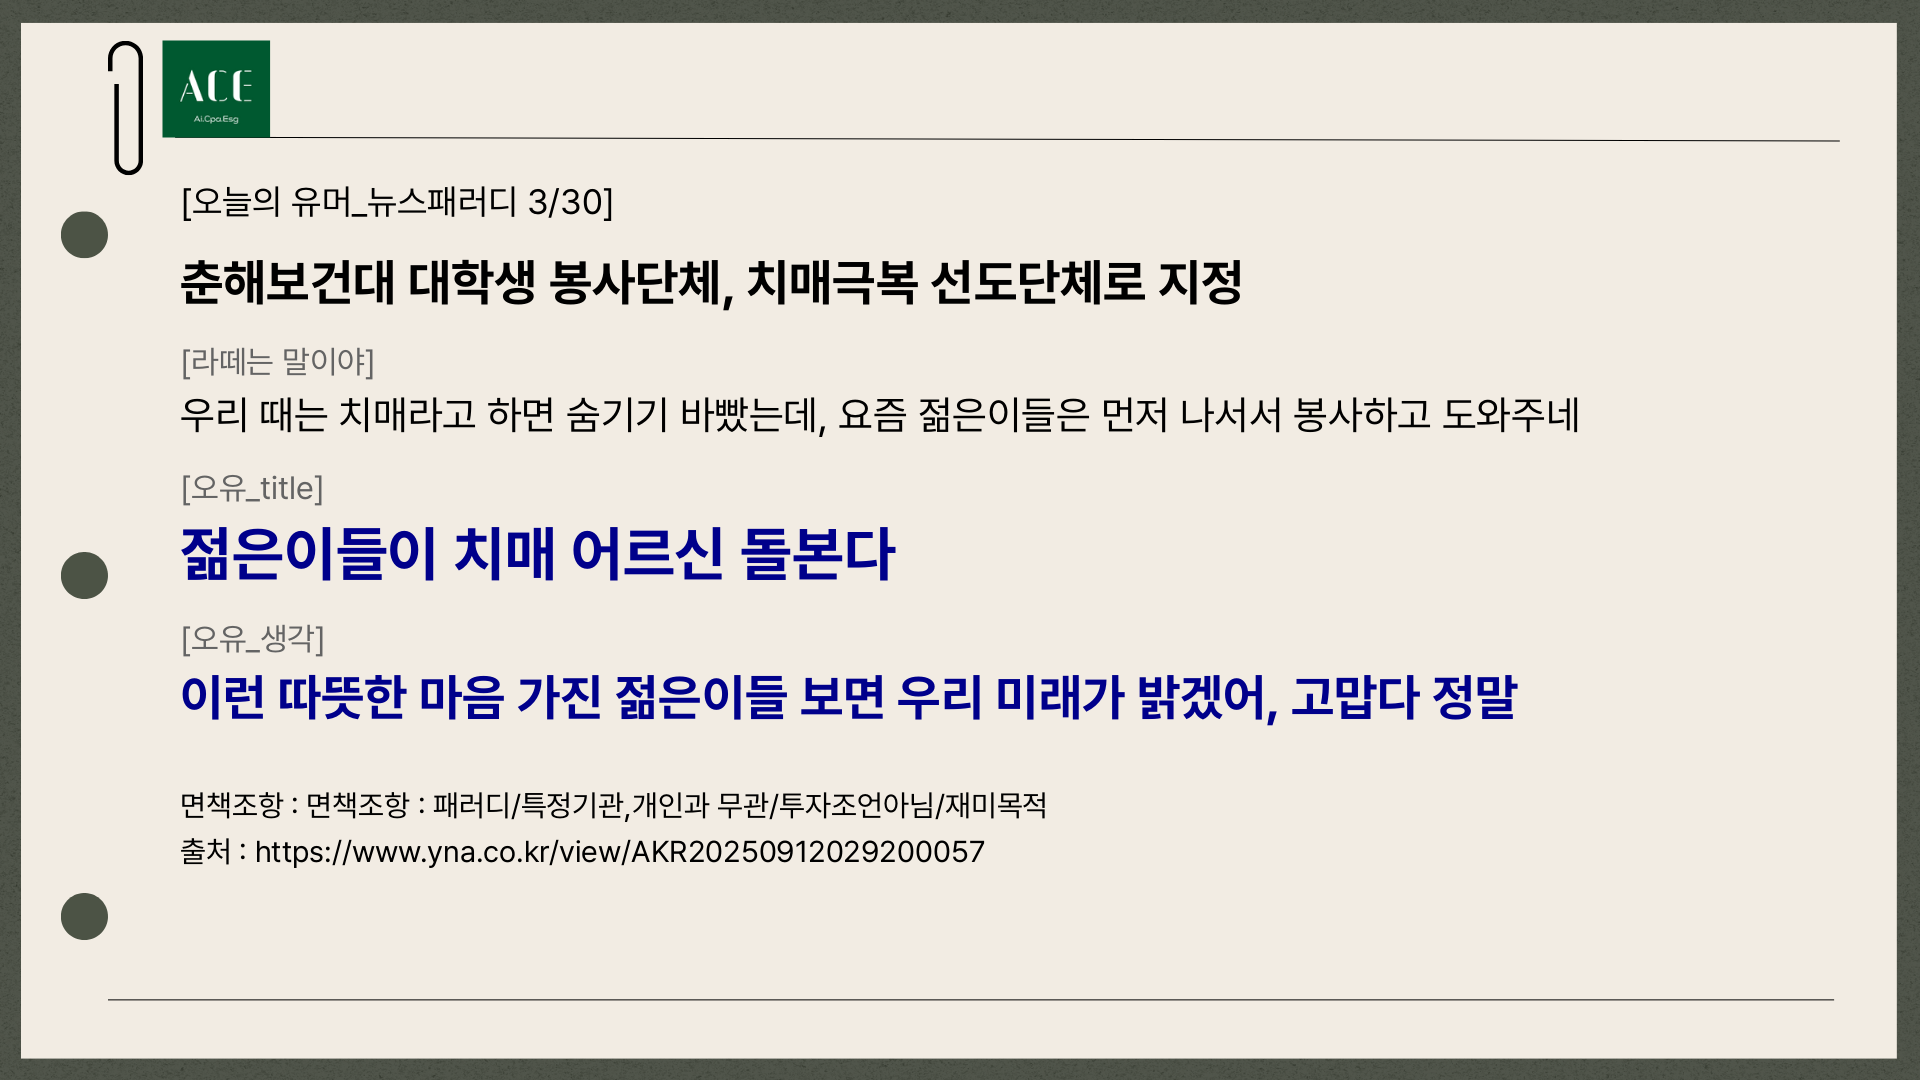 ACE
Ai.Cpa.Esg
[오늘의 유머_뉴스패러디 3/30]
춘해보건대 대학생 봉사단체, 치매극복 선도단체로 지정
[라떼는 말이야]
우리 때는 치매라고 하면 숨기기 바빴는데, 요즘 젊은이들은 먼저 나서서 봉사하고 도와주네
[오유_title]
젊은이들이 치매 어르신 돌본다
[오유_생각]
이런 따뜻한 마음 가진 젊은이들 보면 우리 미래가 밝겠어, 고맙다 정말
면책조항 : 면책조항 : 패러디/특정기관,개인과 무관/투자조언아님/재미목적
출처 : https://www.yna.co.kr/view/AKR20250912029200057